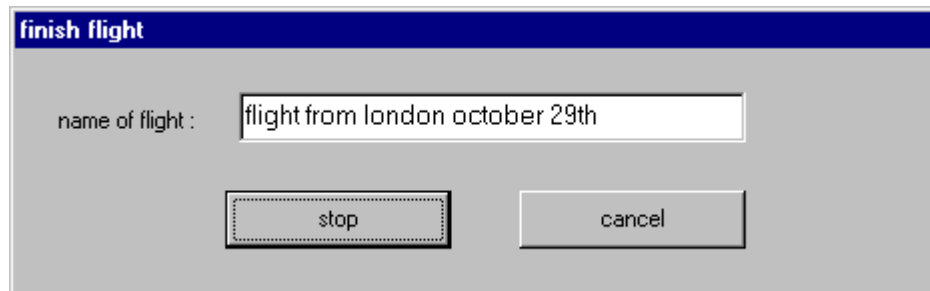 finish flight
name of flight : flight from london october 29th
stop cancel